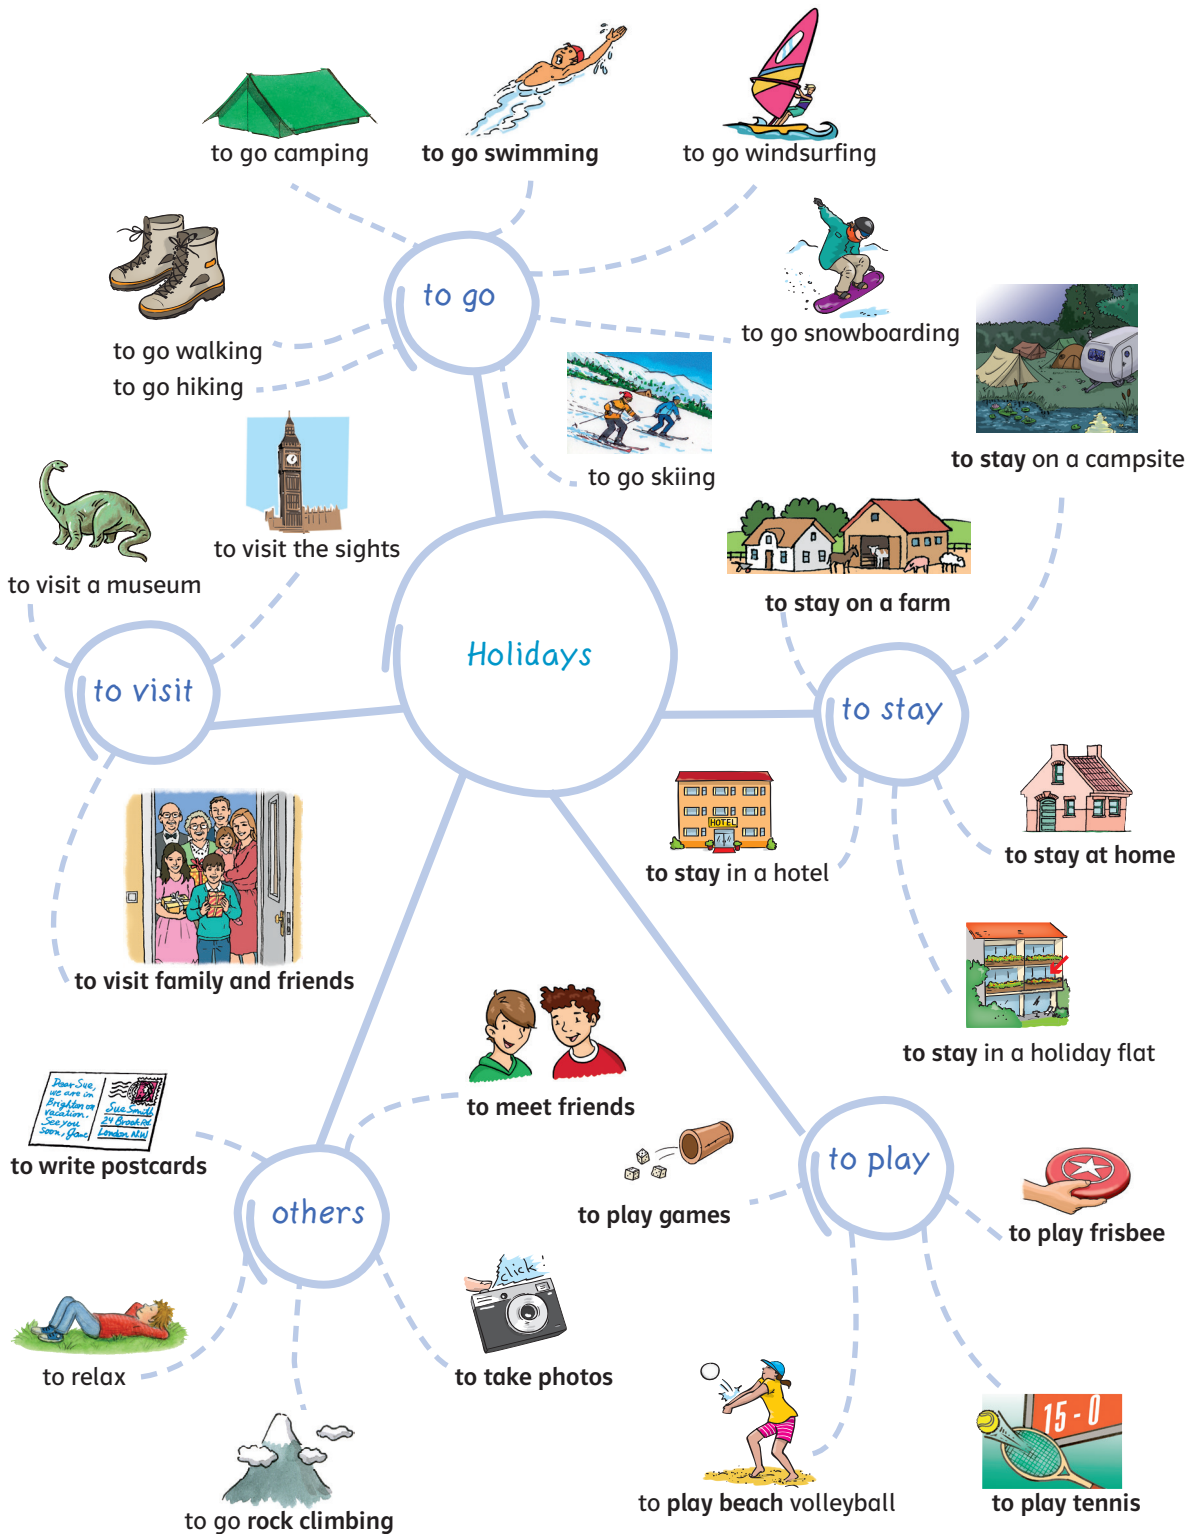 to go camping
to go swimming
to go windsurfing
to go
to go snowboarding
to go walking
to go hiking
to go skiing
to stay on a campsite
to visit the sights
to visit a museum
to stay on a farm
Holidays
to visit
to stay
HOTEL
to stay in a hotel
to stay at home
to visit family and friends
to stay in a holiday flat
Dear Sue,
we are in
Brighton on
vacation.
See you
soon, Jane
Sue Smith
24 Brook Rd
London N.W
to write postcards
to meet friends
to play games
to play
to play frisbee
others
click
to relax
to take photos
15 - 0
to play beach volleyball
to play tennis
to go rock climbing